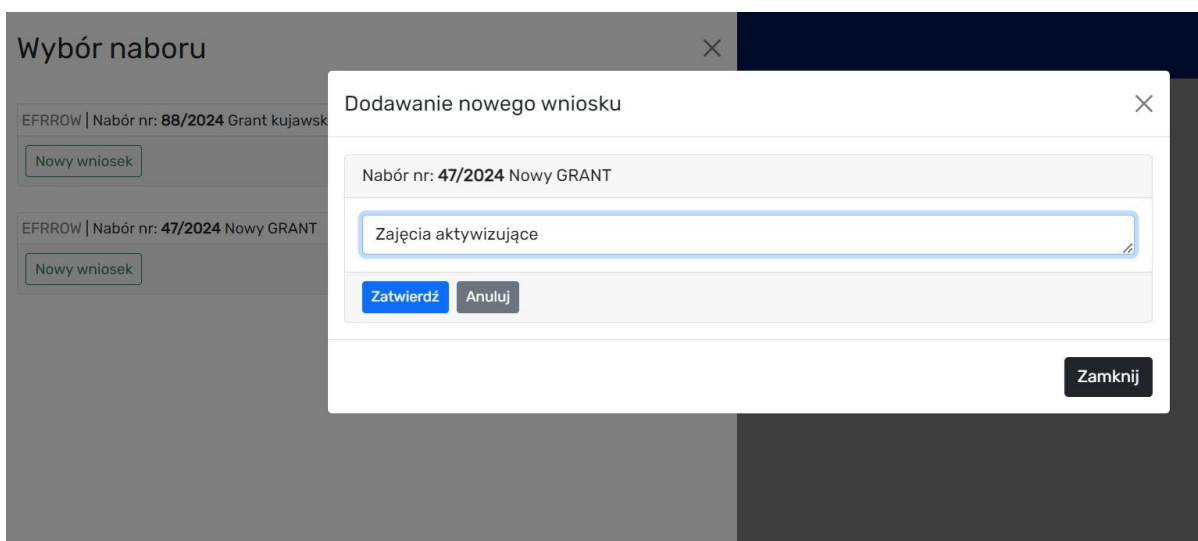 Wybór naboru
EFRROW | Nabór nr: 88/2024 Grant kujawsk
Nowy wniosek
EFRROW | Nabór nr: 47/2024 Nowy GRANT
Nowy wniosek
Dodawanie nowego wniosku
Nabór nr: 47/2024 Nowy GRANT
Zajęcia aktywizujące
Zatwierdź Anuluj
Zamknij